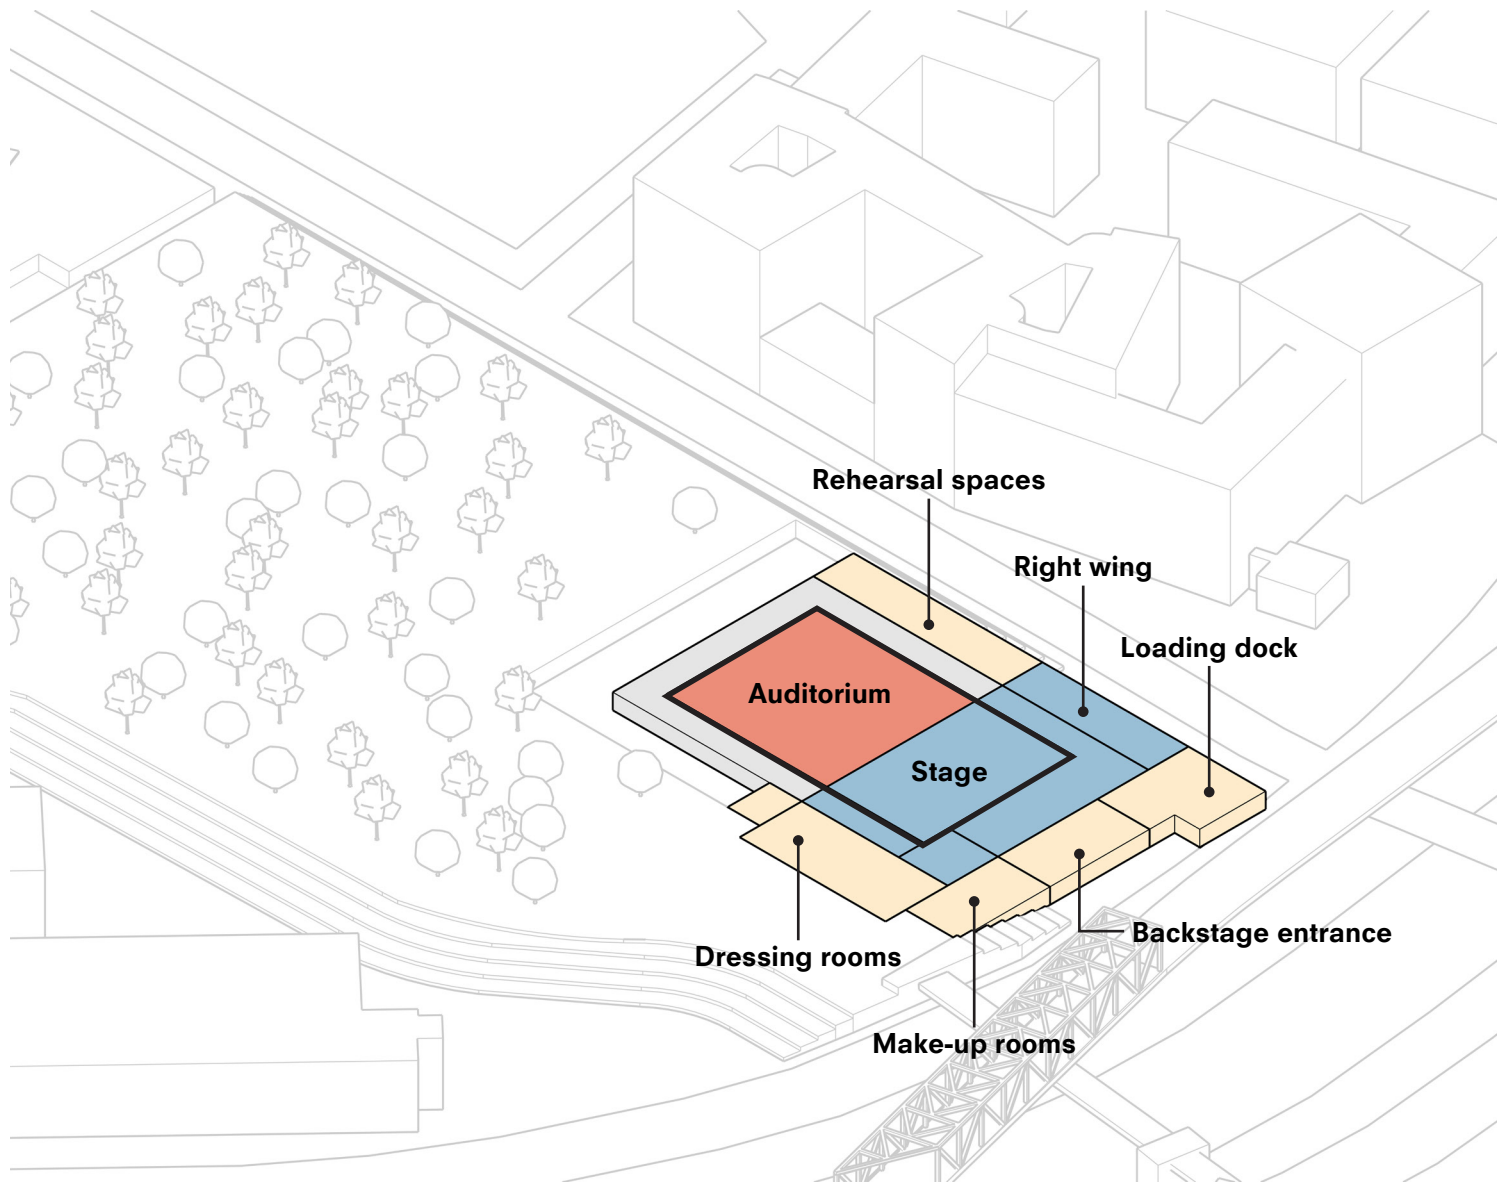 Rehearsal spaces
Right wing
Loading dock
Auditorium
Stage
Backstage entrance
Dressing rooms
Make-up rooms